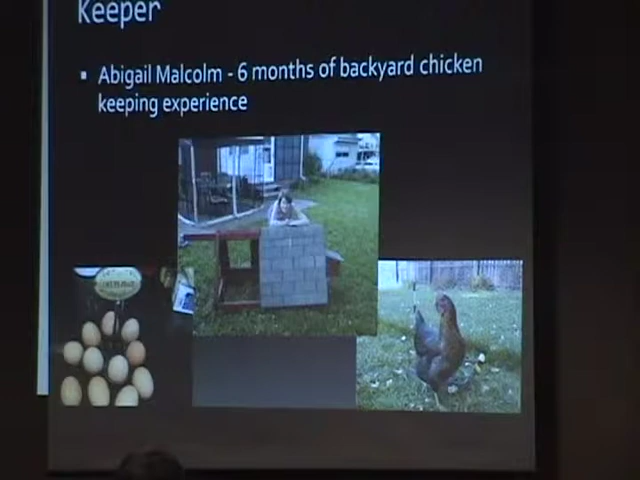 Keeper
▪ Abigail Malcolm - 6 months of backyard chicken
keeping experience